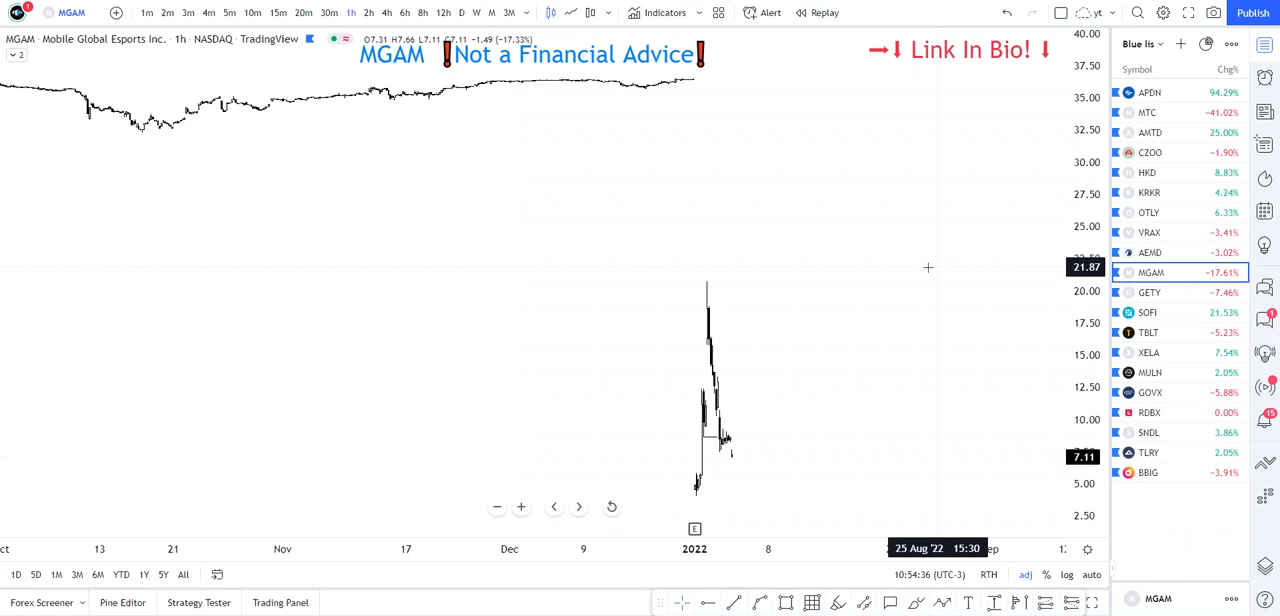 MGAM
1m 2m 3m 4m 5m 10m 15m 20m 30m 1h 2h 4h 6h 8h 12h D W M 3M
Indicators Alert Replay yt Publish
MGAM · Mobile Global Esports Inc. · 1h · NASDAQ · TradingView O7.31 H7.66 L7.11 C7.11 −1.49 (−17.33%)
2
MGAM ❗Not a Financial Advice❗
→↓ Link In Bio! ↓
40.00
37.50
35.00
32.50
30.00
27.50
25.00
21.87
20.00
17.50
15.00
12.50
10.00
7.11
5.00
2.50
E
13 21 Nov 17 Dec 9 2022 8 25 Aug '22 15:30
1D 5D 1M 3M 6M YTD 1Y 5Y All 10:54:36 (UTC-3) RTH adj % log auto
Forex Screener Pine Editor Strategy Tester Trading Panel
Blue lis
Symbol Chg%
APDN 94.29%
MTC −41.02%
AMTD 25.00%
CZOO −1.90%
HKD 8.83%
KRKR 4.24%
OTLY 6.33%
VRAX −3.41%
AEMD −3.02%
MGAM −17.61%
GETY −7.46%
SOFI 21.53%
TBLT −5.23%
XELA 7.54%
MULN 2.05%
GOVX −5.88%
RDBX 0.00%
SNDL 3.86%
TLRY 2.05%
BBIG −3.91%
MGAM
1
15